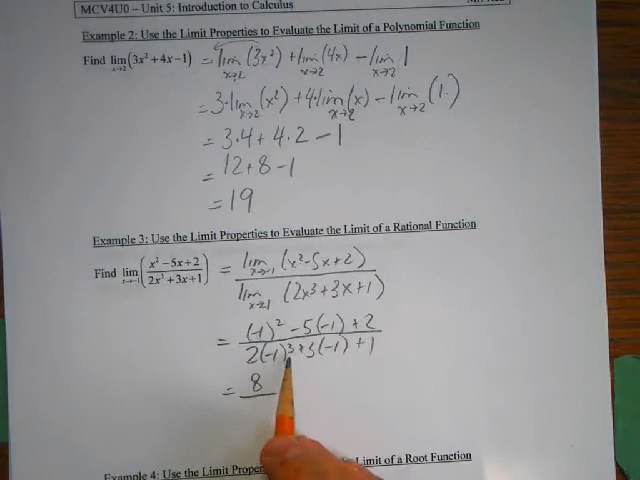 MCV4U0 – Unit 5: Introduction to Calculus
Example 2: Use the Limit Properties to Evaluate the Limit of a Polynomial Function
Find lim x→2 (3x² + 4x − 1) = lim x→2 (3x²) + lim x→2 (4x) − lim x→2 1
= 3·lim x→2 (x²) + 4·lim x→2 (x) − lim x→2 (1)
= 3·4 + 4·2 − 1
= 12 + 8 − 1
= 19
Example 3: Use the Limit Properties to Evaluate the Limit of a Rational Function
Find lim x→−1 ((x² − 5x + 2)/(2x³ + 3x + 1)) = lim x→-1 (x² − 5x + 2)
lim x→-1 (2x³ + 3x + 1)
= (-1)² − 5(-1) + 2
2(-1)³ + 3(-1) + 1
= 8
Example 4: Use the Limit Limit of a Root Function